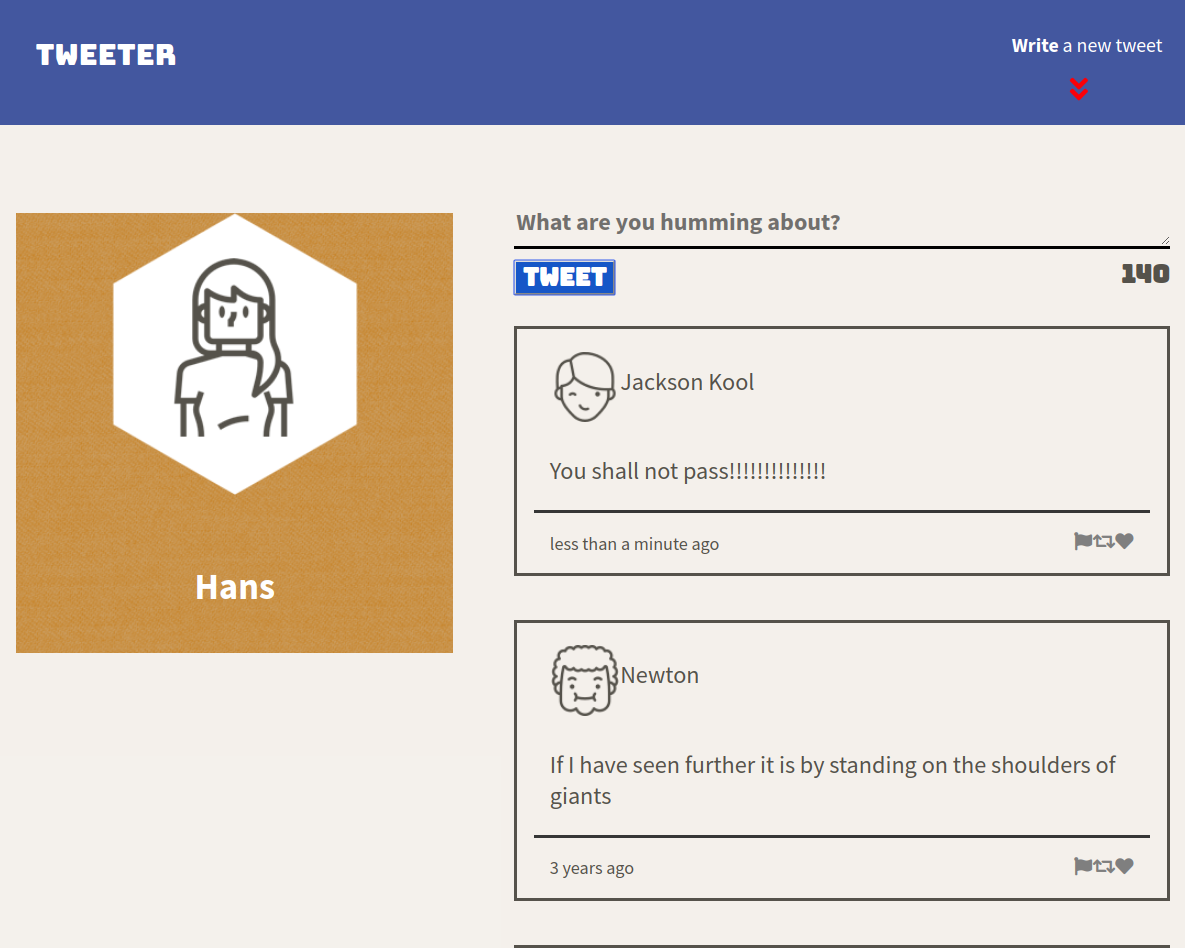 TWEETER
Write a new tweet
Hans
What are you humming about?
TWEET
140
Jackson Kool
You shall not pass!!!!!!!!!!!!!!
less than a minute ago
Newton
If I have seen further it is by standing on the shoulders of
giants
3 years ago